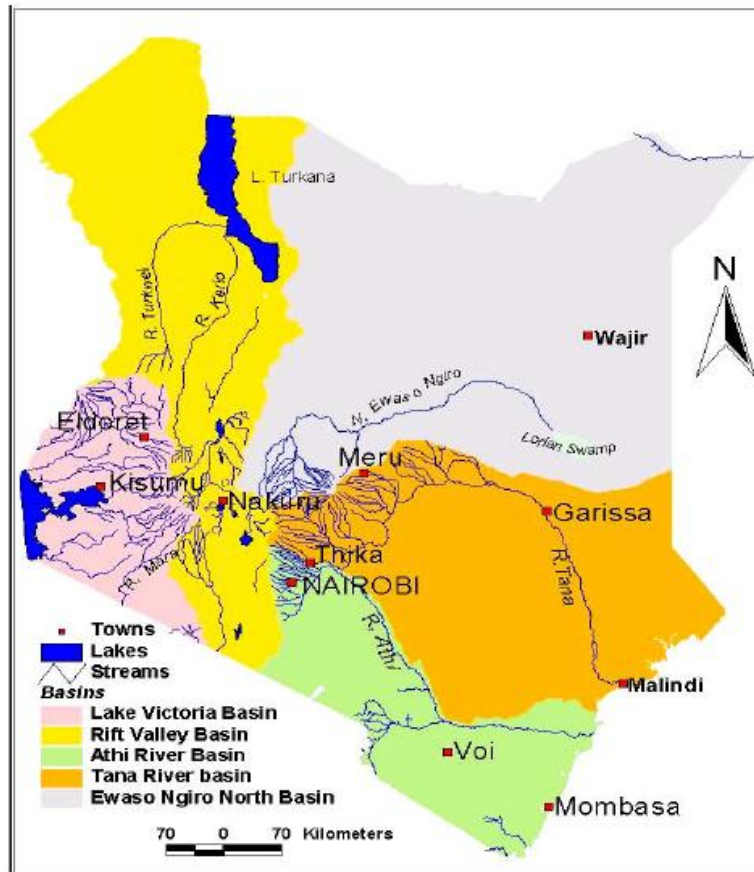 L. Turkana
N
R. Turkwel
R. Kerio
Wajir
N. Ewaso Ngiro
Eldoret
Lorian Swamp
Meru
Kisumu
Nakuru
Garissa
Thika
R. Mara
NAIROBI
R.Tana
R. Athi
Towns
Lakes
Streams
Malindi
Basins
Lake Victoria Basin
Rift Valley Basin
Athi River Basin
Voi
Tana River basin
Ewaso Ngiro North Basin
Mombasa
70 0 70 Kilometers